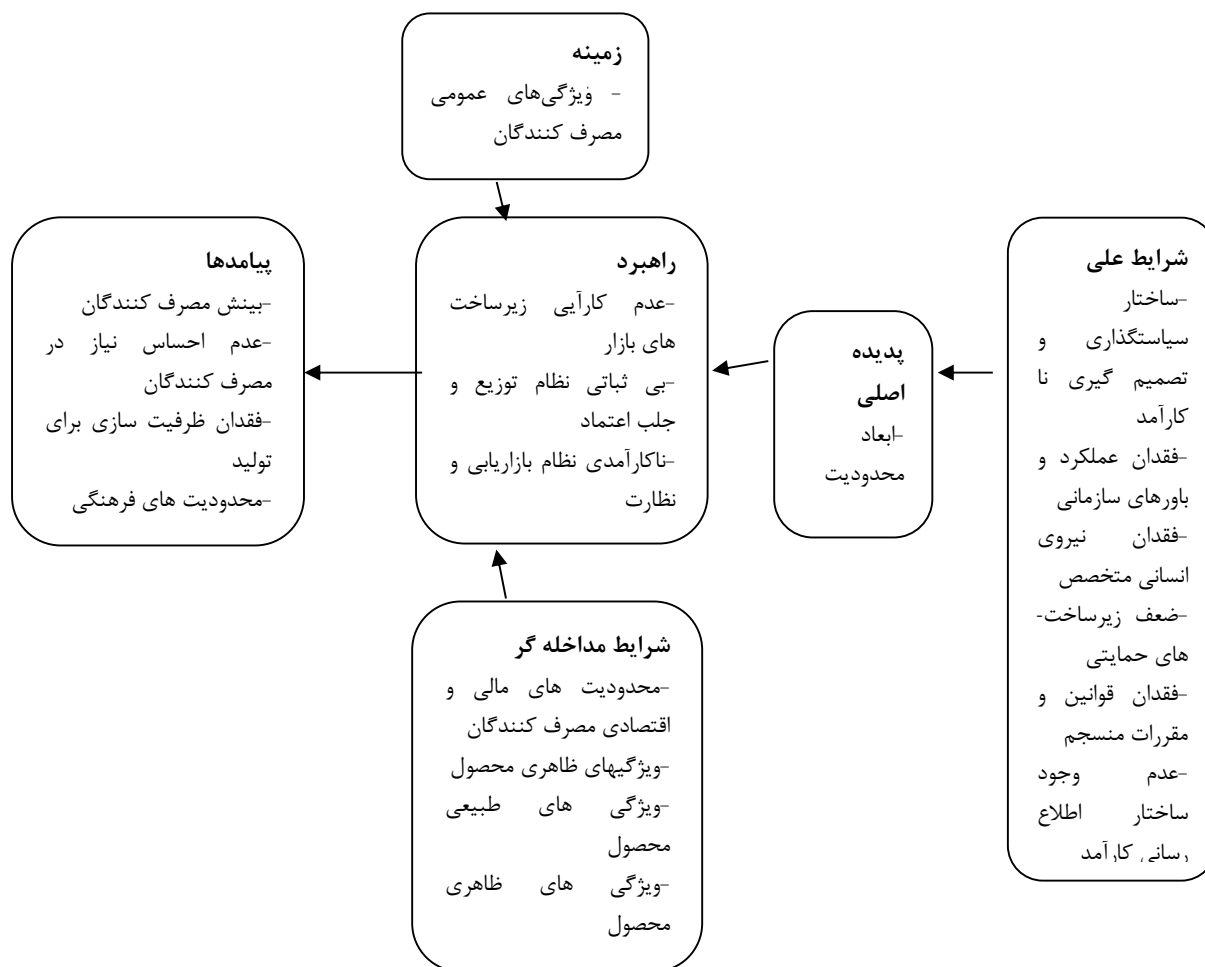 زمینه
- ویژگی‌های عمومی
مصرف کنندگان
شرایط علی
-ساختار
سیاستگذاری و
تصمیم گیری نا
کارآمد
-فقدان عملکرد و
باورهای سازمانی
-فقدان نیروی
انسانی متخصص
-ضعف زیرساخت-
های حمایتی
-فقدان قوانین و
مقررات منسجم
-عدم وجود
ساختار اطلاع
رسانی کارآمد
پدیده
اصلی
-ابعاد
محدودیت
راهبرد
-عدم کارآیی زیرساخت
های بازار
-بی ثباتی نظام توزیع و
جلب اعتماد
-ناکارآمدی نظام بازاریابی و
نظارت
پیامدها
-بینش مصرف کنندگان
-عدم احساس نیاز در
مصرف کنندگان
-فقدان ظرفیت سازی برای
تولید
-محدودیت های فرهنگی
شرایط مداخله گر
-محدودیت های مالی و
اقتصادی مصرف کنندگان
-ویژگیهای ظاهری محصول
-ویژگی های طبیعی
محصول
-ویژگی های ظاهری
محصول